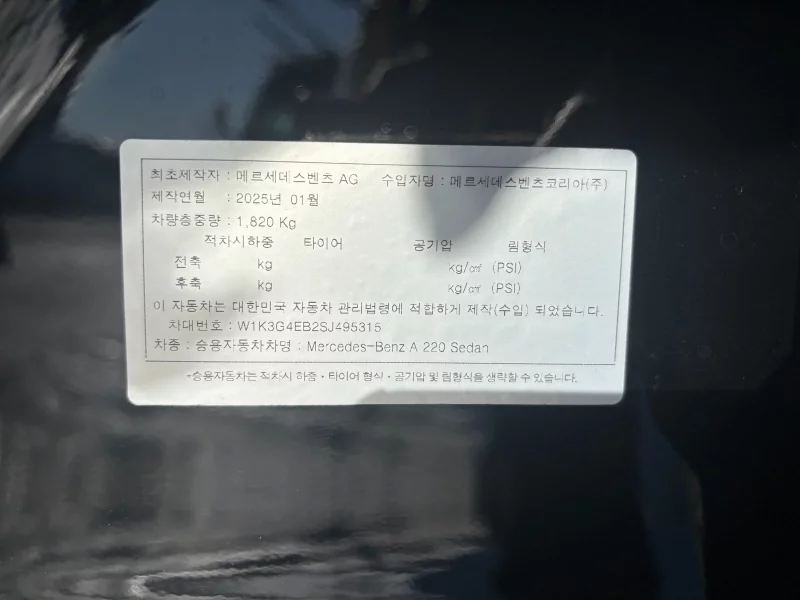 최초제작자 : 메르세데스벤츠 AG 수입자명 : 메르세데스벤츠코리아(주)
제작연월 : 2025년 01월
차량총중량 : 1,820 Kg
적차시하중 타이어 공기압 림형식
전축 kg kg/㎠ (PSI)
후축 kg kg/㎠ (PSI)
이 자동차는 대한민국 자동차 관리법령에 적합하게 제작(수입) 되었습니다.
차대번호 : W1K3G4EB2SJ495315
차종 : 승용자동차차명 : Mercedes-Benz A 220 Sedan
*승용자동차는 적차시 하중・타이어 형식・공기압 및 림형식을 생략할 수 있습니다.